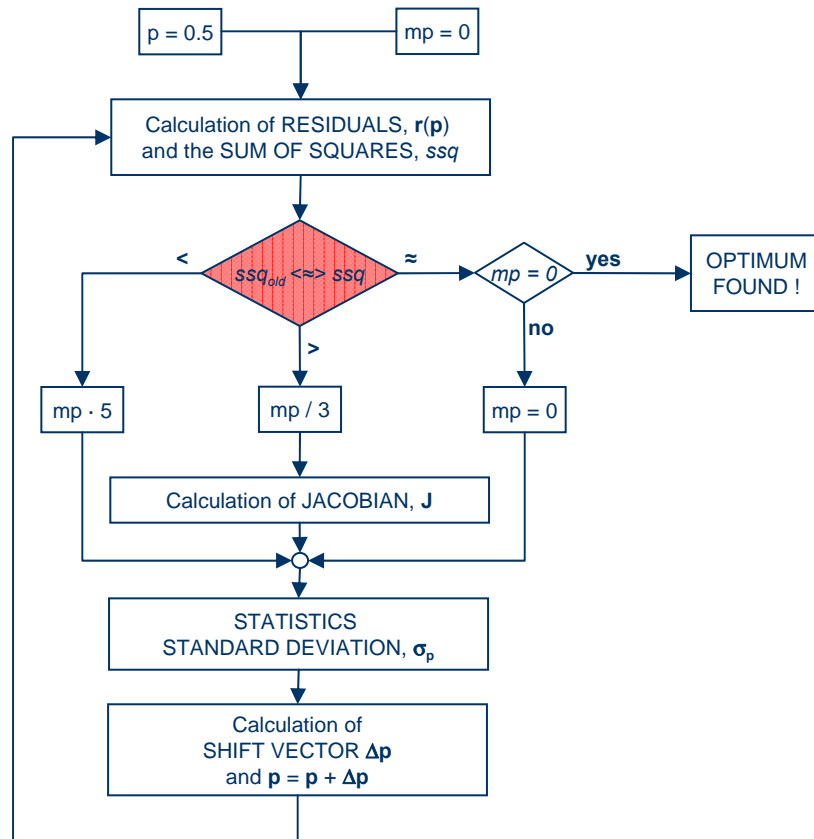 p = 0.5
mp = 0
Calculation of RESIDUALS, r(p)
and the SUM OF SQUARES, ssq
<
ssq_old <≈> ssq
≈
mp = 0
yes
OPTIMUM
FOUND !
>
no
mp · 5
mp / 3
mp = 0
Calculation of JACOBIAN, J
STATISTICS
STANDARD DEVIATION, σp
Calculation of
SHIFT VECTOR Δp
and p = p + Δp